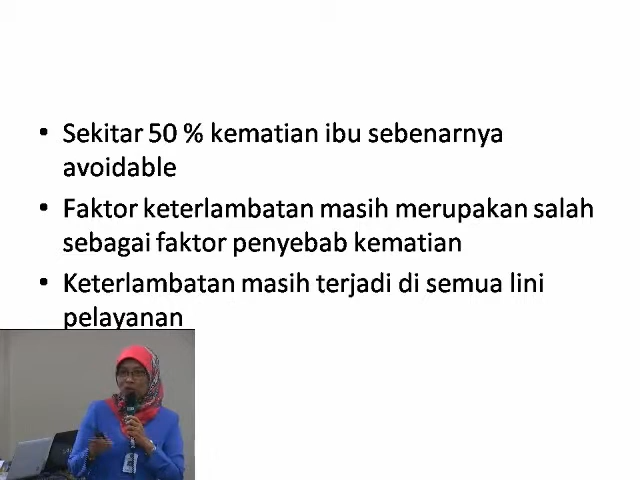 • Sekitar 50 % kematian ibu sebenarnya
avoidable
• Faktor keterlambatan masih merupakan salah
sebagai faktor penyebab kematian
• Keterlambatan masih terjadi di semua lini
pelayanan